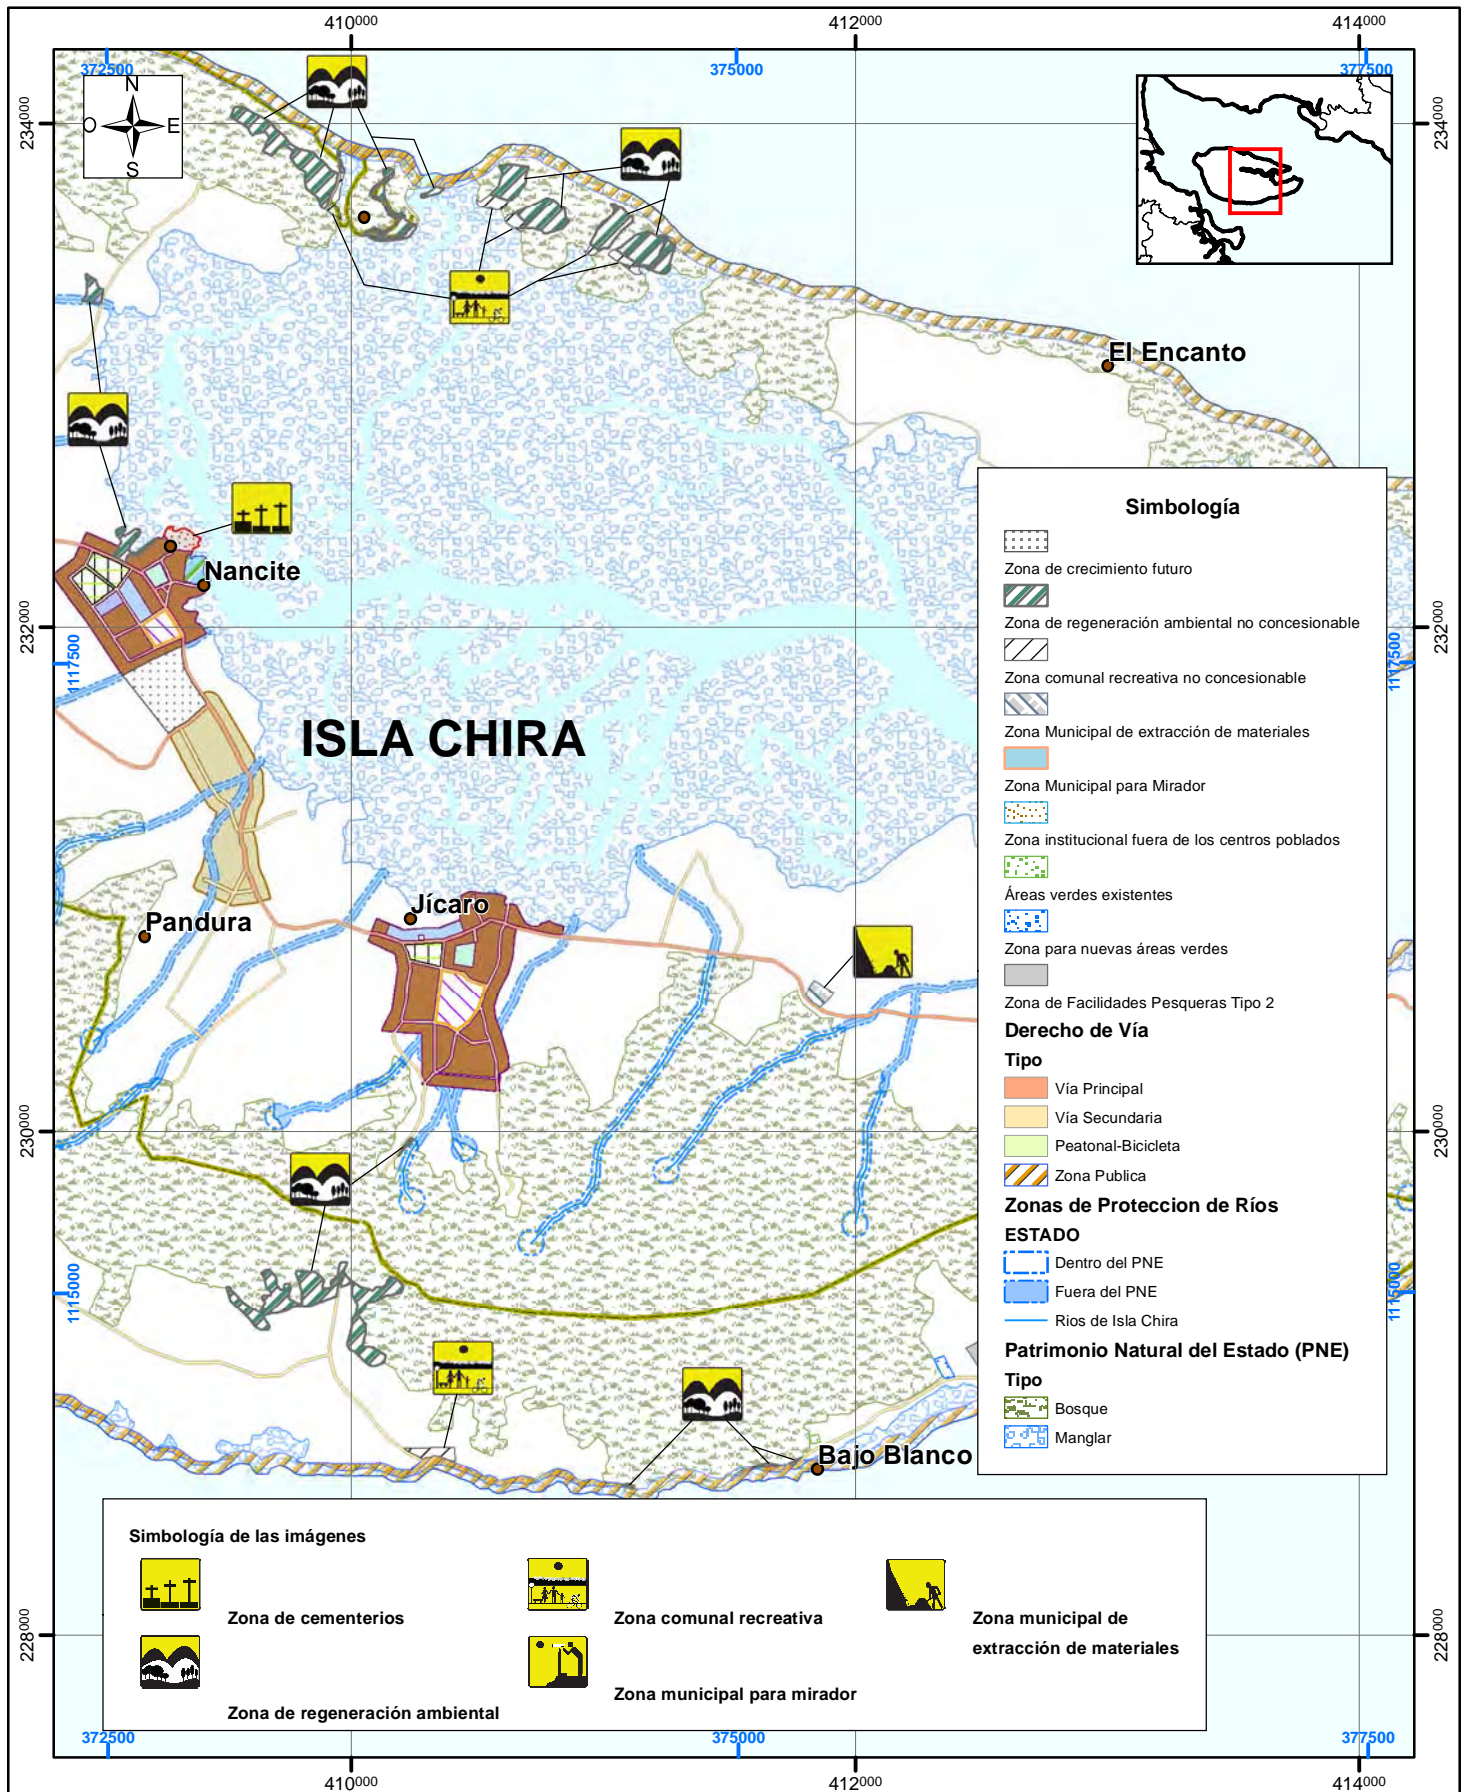 410000
412000
414000
372500
375000
377500
N
O
E
S
234000
234000
El Encanto
Nancite
232000
232000
1117500
1117500
ISLA CHIRA
Pandura
Jícaro
230000
230000
1115000
1115000
Bajo Blanco
Simbología
Zona de crecimiento futuro
Zona de regeneración ambiental no concesionable
Zona comunal recreativa no concesionable
Zona Municipal de extracción de materiales
Zona Municipal para Mirador
Zona institucional fuera de los centros poblados
Áreas verdes existentes
Zona para nuevas áreas verdes
Zona de Facilidades Pesqueras Tipo 2
Derecho de Vía
Tipo
Vía Principal
Vía Secundaria
Peatonal-Bicicleta
Zona Publica
Zonas de Proteccion de Ríos
ESTADO
Dentro del PNE
Fuera del PNE
Rios de Isla Chira
Patrimonio Natural del Estado (PNE)
Tipo
Bosque
Manglar
Simbología de las imágenes
Zona de cementerios
Zona comunal recreativa
Zona municipal de
extracción de materiales
Zona de regeneración ambiental
Zona municipal para mirador
228000
228000
372500
375000
377500
410000
412000
414000